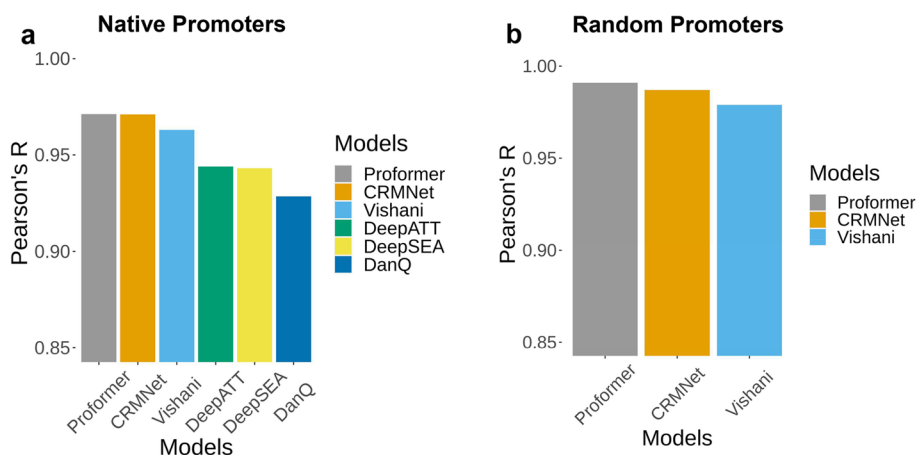 a
Native Promoters
1.00
0.95
0.90
0.85
Pearson's R
Proformer
CRMNet
Vishani
DeepATT
DeepSEA
DanQ
Models
Models
Proformer
CRMNet
Vishani
DeepATT
DeepSEA
DanQ
b
Random Promoters
1.00
0.95
0.90
0.85
Pearson's R
Proformer
CRMNet
Vishani
Models
Models
Proformer
CRMNet
Vishani